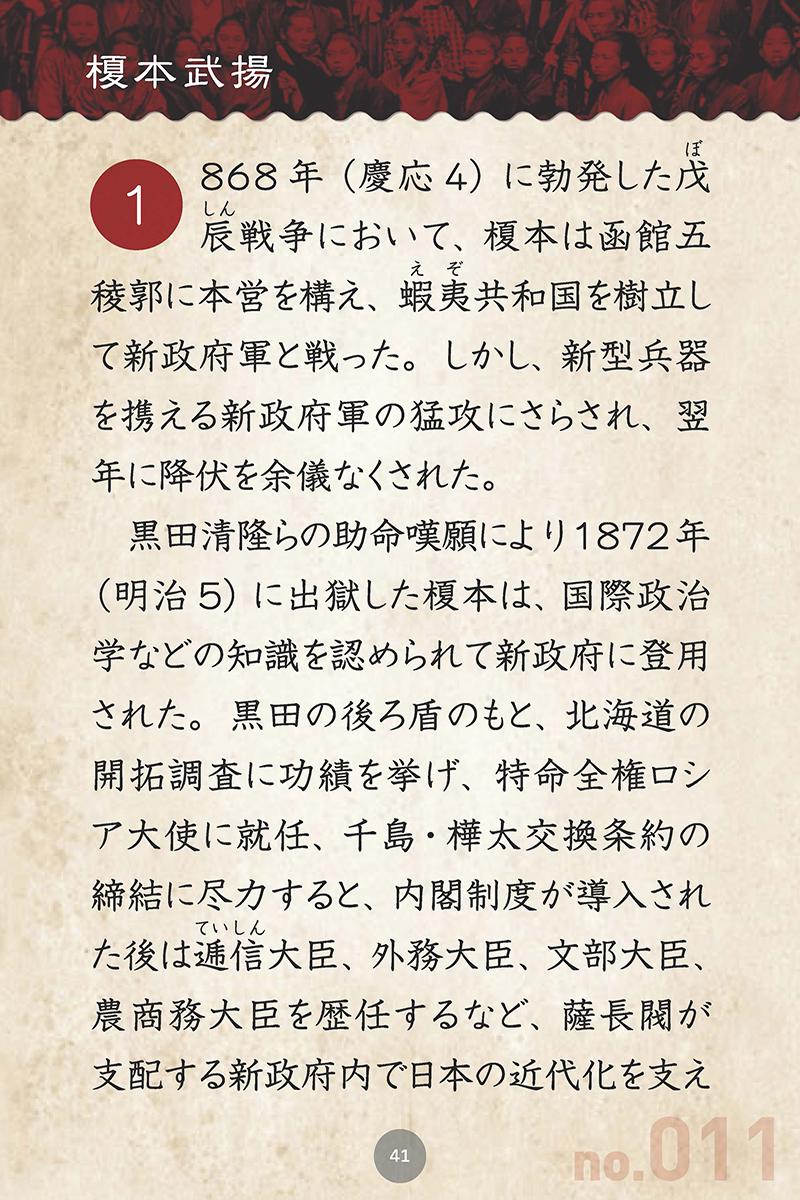 榎本武揚
1868年（慶応4）に勃発した戊
辰戦争において、榎本は函館五
稜郭に本営を構え、蝦夷共和国を樹立し
て新政府軍と戦った。しかし、新型兵器
を携える新政府軍の猛攻にさらされ、翌
年に降伏を余儀なくされた。
黒田清隆らの助命嘆願により1872年
（明治5）に出獄した榎本は、国際政治
学などの知識を認められて新政府に登用
された。黒田の後ろ盾のもと、北海道の
開拓調査に功績を挙げ、特命全権ロシ
ア大使に就任、千島・樺太交換条約の
締結に尽力すると、内閣制度が導入され
た後は逓信大臣、外務大臣、文部大臣、
農商務大臣を歴任するなど、薩長閥が
支配する新政府内で日本の近代化を支え
41
no.011
ぼ
しん
えぞ
ていしん